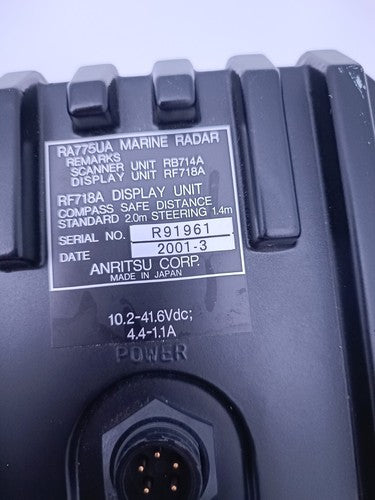 RA775UA MARINE RADAR
REMARKS
SCANNER UNIT RB714A
DISPLAY UNIT RF718A
RF718A DISPLAY UNIT
COMPASS SAFE DISTANCE
STANDARD 2.0m STEERING 1.4m
SERIAL NO. R91961
DATE 2001-3
ANRITSU CORP.
MADE IN JAPAN
10.2-41.6Vdc;
4.4-1.1A
POWER